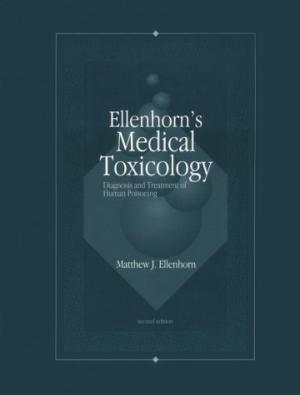 Ellenhorn's
Medical
Toxicology
Diagnosis and Treatment of
Human Poisoning
Matthew J. Ellenhorn
second edition